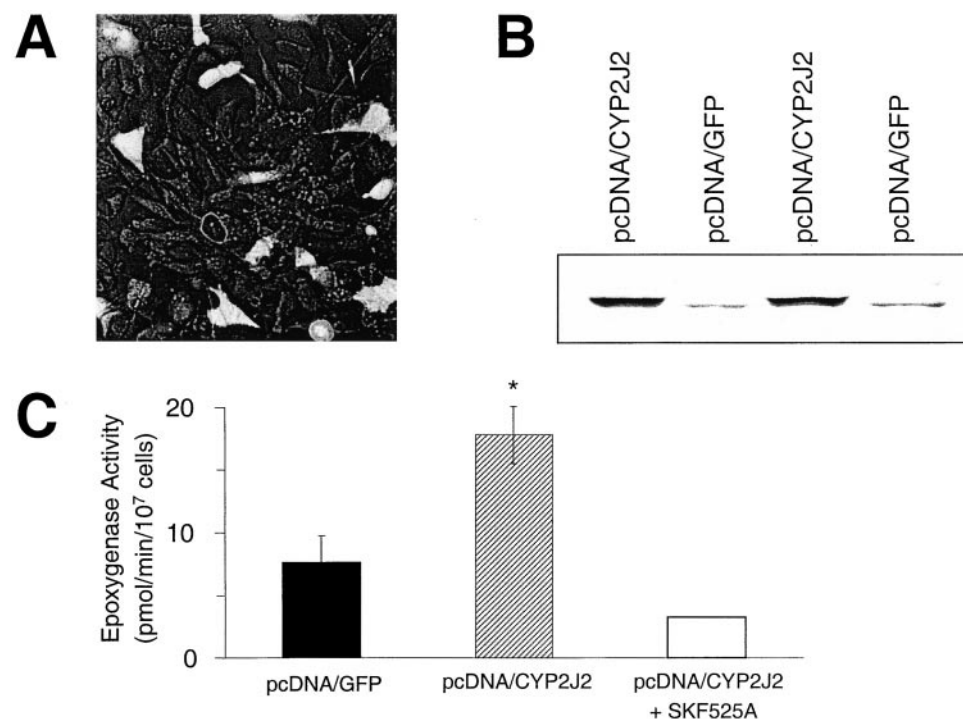 A
B
pcDNA/CYP2J2
pcDNA/GFP
pcDNA/CYP2J2
pcDNA/GFP
C
Epoxygenase Activity
(pmol/min/10⁷ cells)
20
10
0
*
pcDNA/GFP
pcDNA/CYP2J2
pcDNA/CYP2J2
+ SKF525A